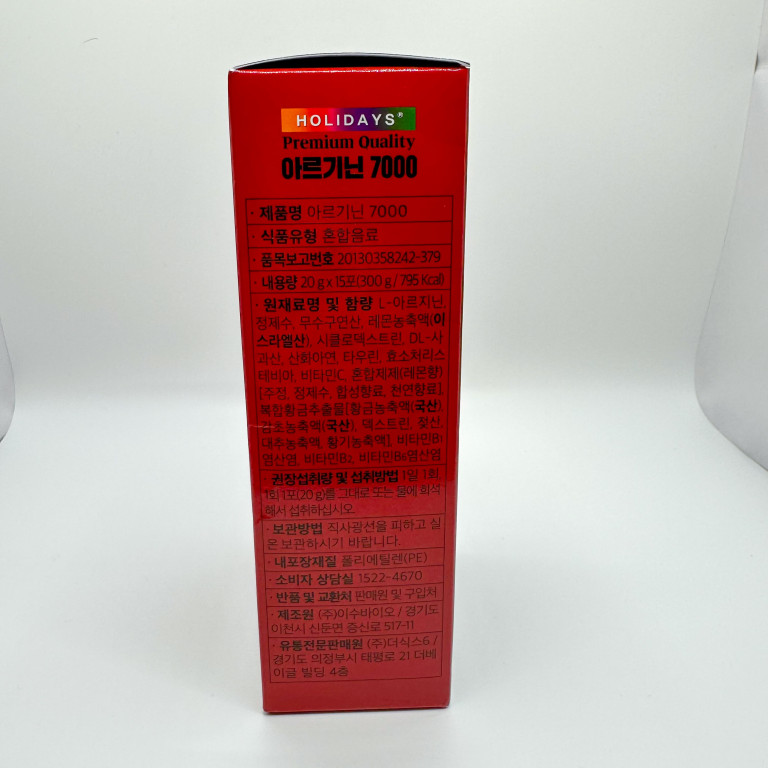 HOLIDAYS®
Premium Quality
아르기닌 7000
· 제품명 아르기닌 7000
· 식품유형 혼합음료
· 품목보고번호 20130358242-379
· 내용량 20 g x 15포(300 g / 795 Kcal)
· 원재료명 및 함량 L-아르지닌,
정제수, 무수구연산, 레몬농축액(이
스라엘산), 시클로덱스트린, DL-사
과산, 산화아연, 타우린, 효소처리스
테비아, 비타민C, 혼합제제(레몬향)
[주정, 정제수, 합성향료, 천연향료],
복합황금추출물[황금농축액(국산),
감초농축액(국산), 덱스트린, 젖산,
대추농축액, 황기농축액], 비타민B1
염산염, 비타민B2, 비타민B6염산염
· 권장섭취량 및 섭취방법 1일 1회,
1회 1포(20 g)를 그대로 또는 물에 희석
해서 섭취하십시오.
· 보관방법 직사광선을 피하고 실
온 보관하시기 바랍니다.
· 내포장재질 폴리에틸렌(PE)
· 소비자 상담실 1522-4670
· 반품 및 교환처 판매원 및 구입처
· 제조원 (주)이수바이오 / 경기도
이천시 신둔면 증신로 517-11
· 유통전문판매원 (주)더식스6 /
경기도 의정부시 태평로 21 더베
이글 빌딩 4층